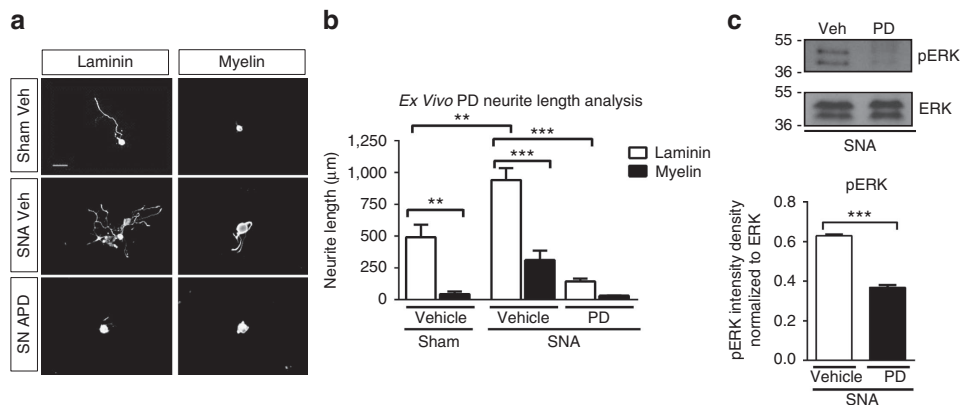 a
Laminin Myelin
Sham Veh
SNA Veh
SN APD
b
Ex Vivo PD neurite length analysis
Neurite length (μm)
1,250
1,000
750
500
250
0
**
**
***
***
Laminin
Myelin
Vehicle Vehicle PD
Sham SNA
c
Veh PD
55 -
36 -
pERK
55 -
36 -
ERK
SNA
pERK
pERK intensity density
normalized to ERK
0.8
0.6
0.4
0.2
0.0
***
Vehicle PD
SNA